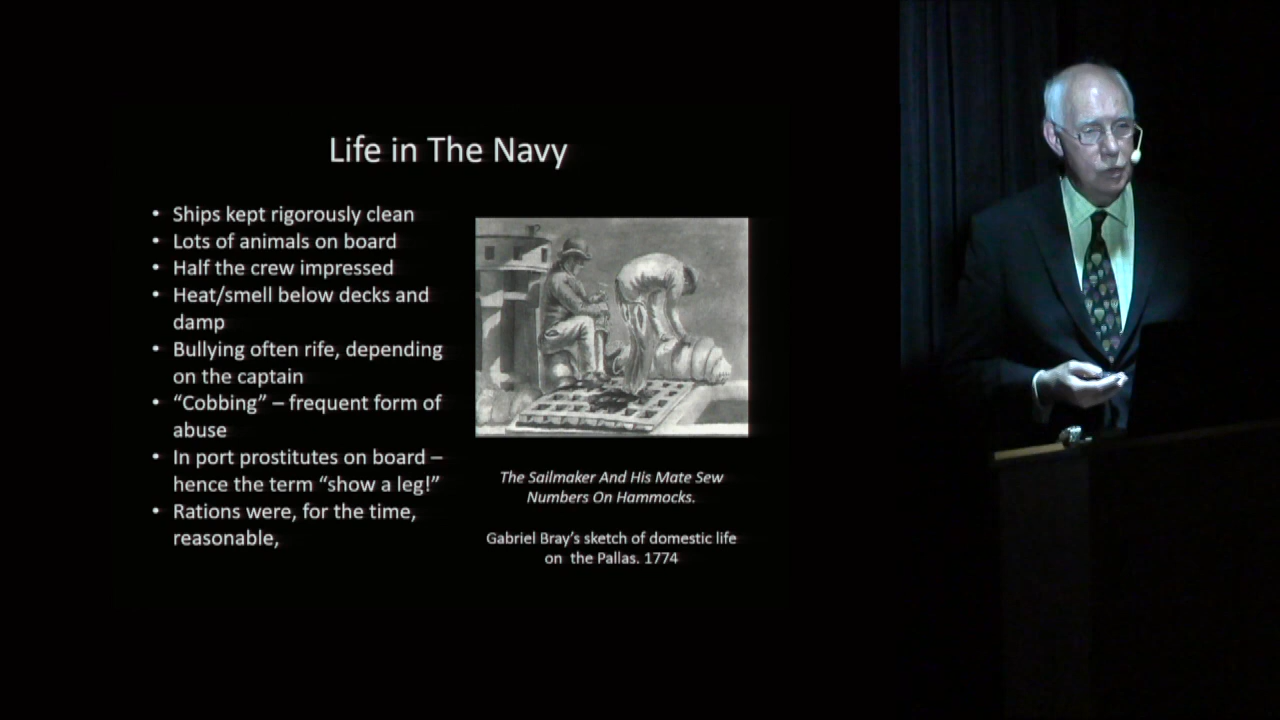 Life in The Navy
• Ships kept rigorously clean
• Lots of animals on board
• Half the crew impressed
• Heat/smell below decks and
damp
• Bullying often rife, depending
on the captain
• “Cobbing” – frequent form of
abuse
• In port prostitutes on board –
hence the term “show a leg!”
• Rations were, for the time,
reasonable,
The Sailmaker And His Mate Sew
Numbers On Hammocks.
Gabriel Bray’s sketch of domestic life
on the Pallas. 1774